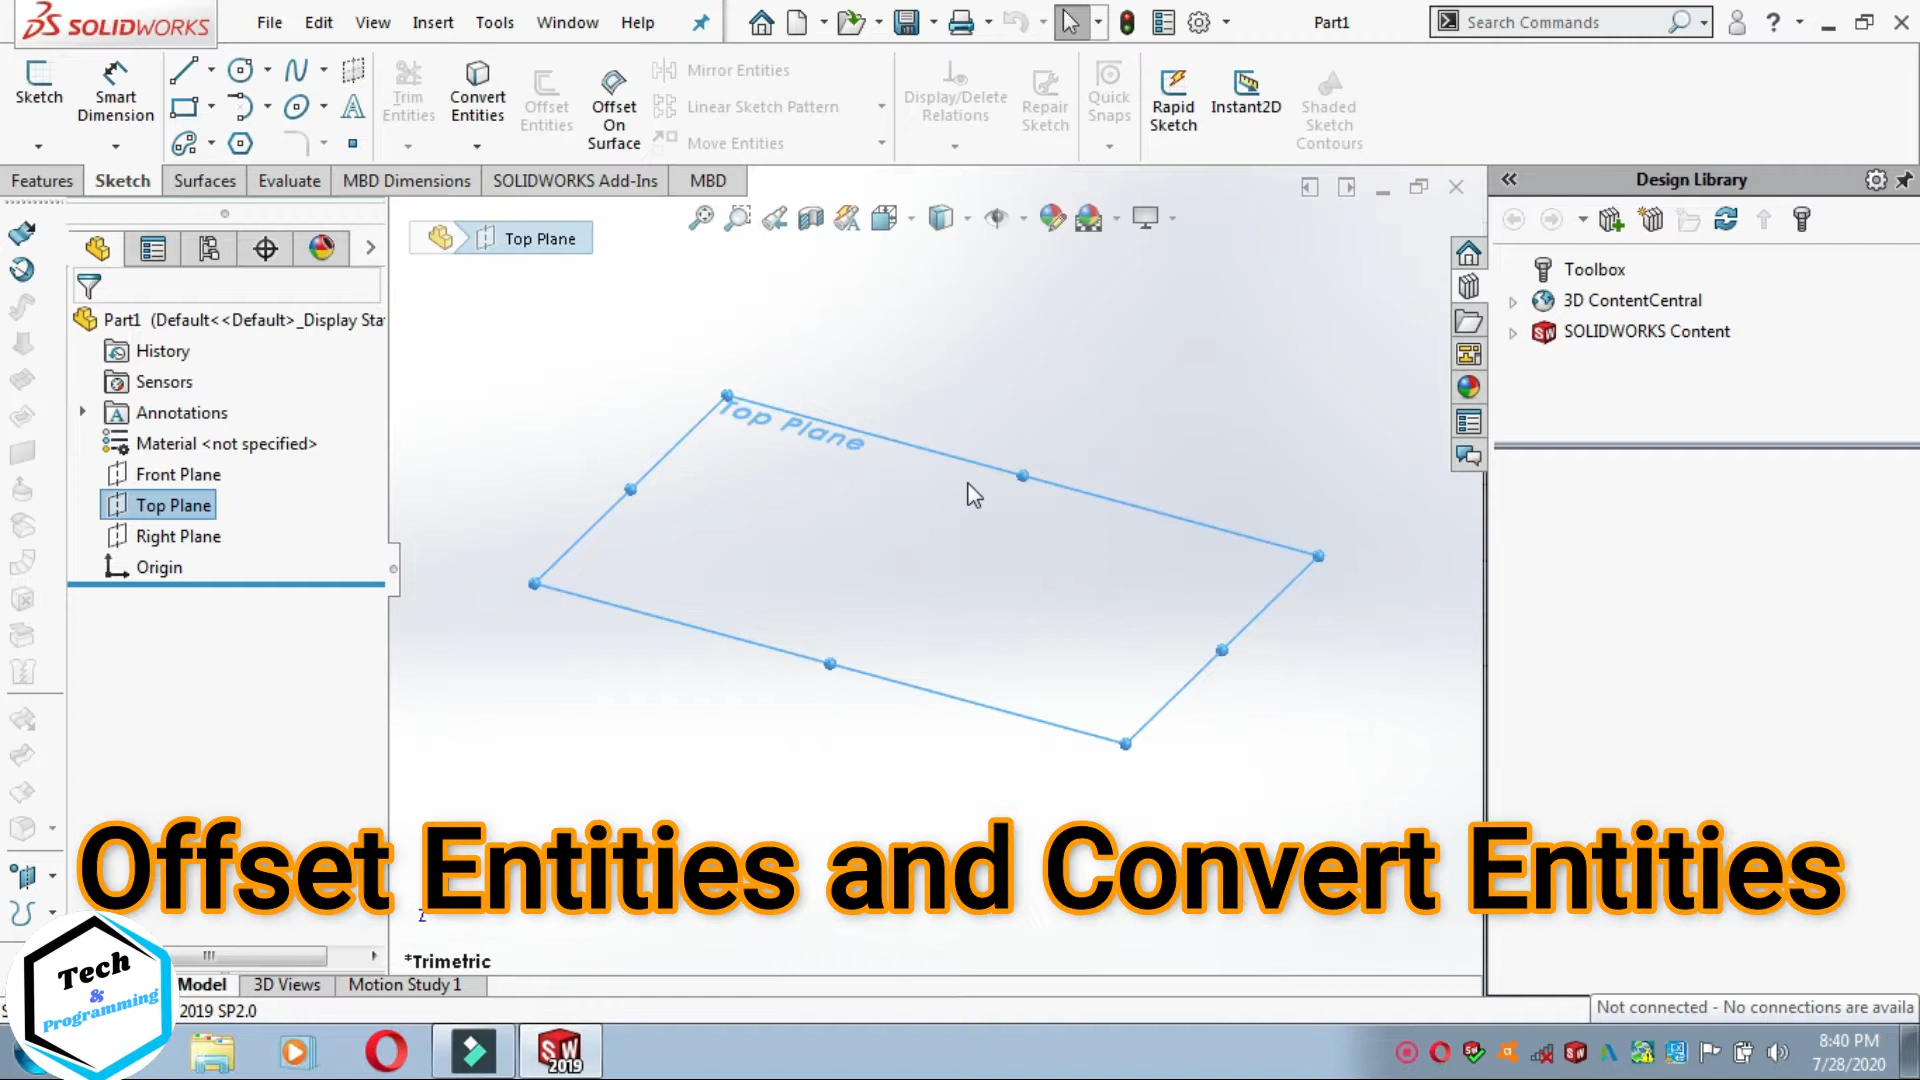 SOLIDWORKS File Edit View Insert Tools Window Help Part1 Search Commands
Sketch Smart Dimension Trim Entities Convert Entities Offset Entities Offset On Surface Mirror Entities Linear Sketch Pattern Move Entities Display/Delete Relations Repair Sketch Quick Snaps Rapid Sketch Instant2D Shaded Sketch Contours
Features Sketch Surfaces Evaluate MBD Dimensions SOLIDWORKS Add-Ins MBD Design Library
Top Plane
Toolbox
3D ContentCentral
SOLIDWORKS Content
Part1 (Default<<Default>_Display Sta
History
Sensors
Annotations
Material <not specified>
Front Plane
Top Plane
Right Plane
Origin
Top Plane
Offset Entities and Convert Entities
Z
*Trimetric
Tech
&
Programming
Model 3D Views Motion Study 1
S 2019 SP2.0
Not connected - No connections are availa
SW 2019
8:40 PM
7/28/2020